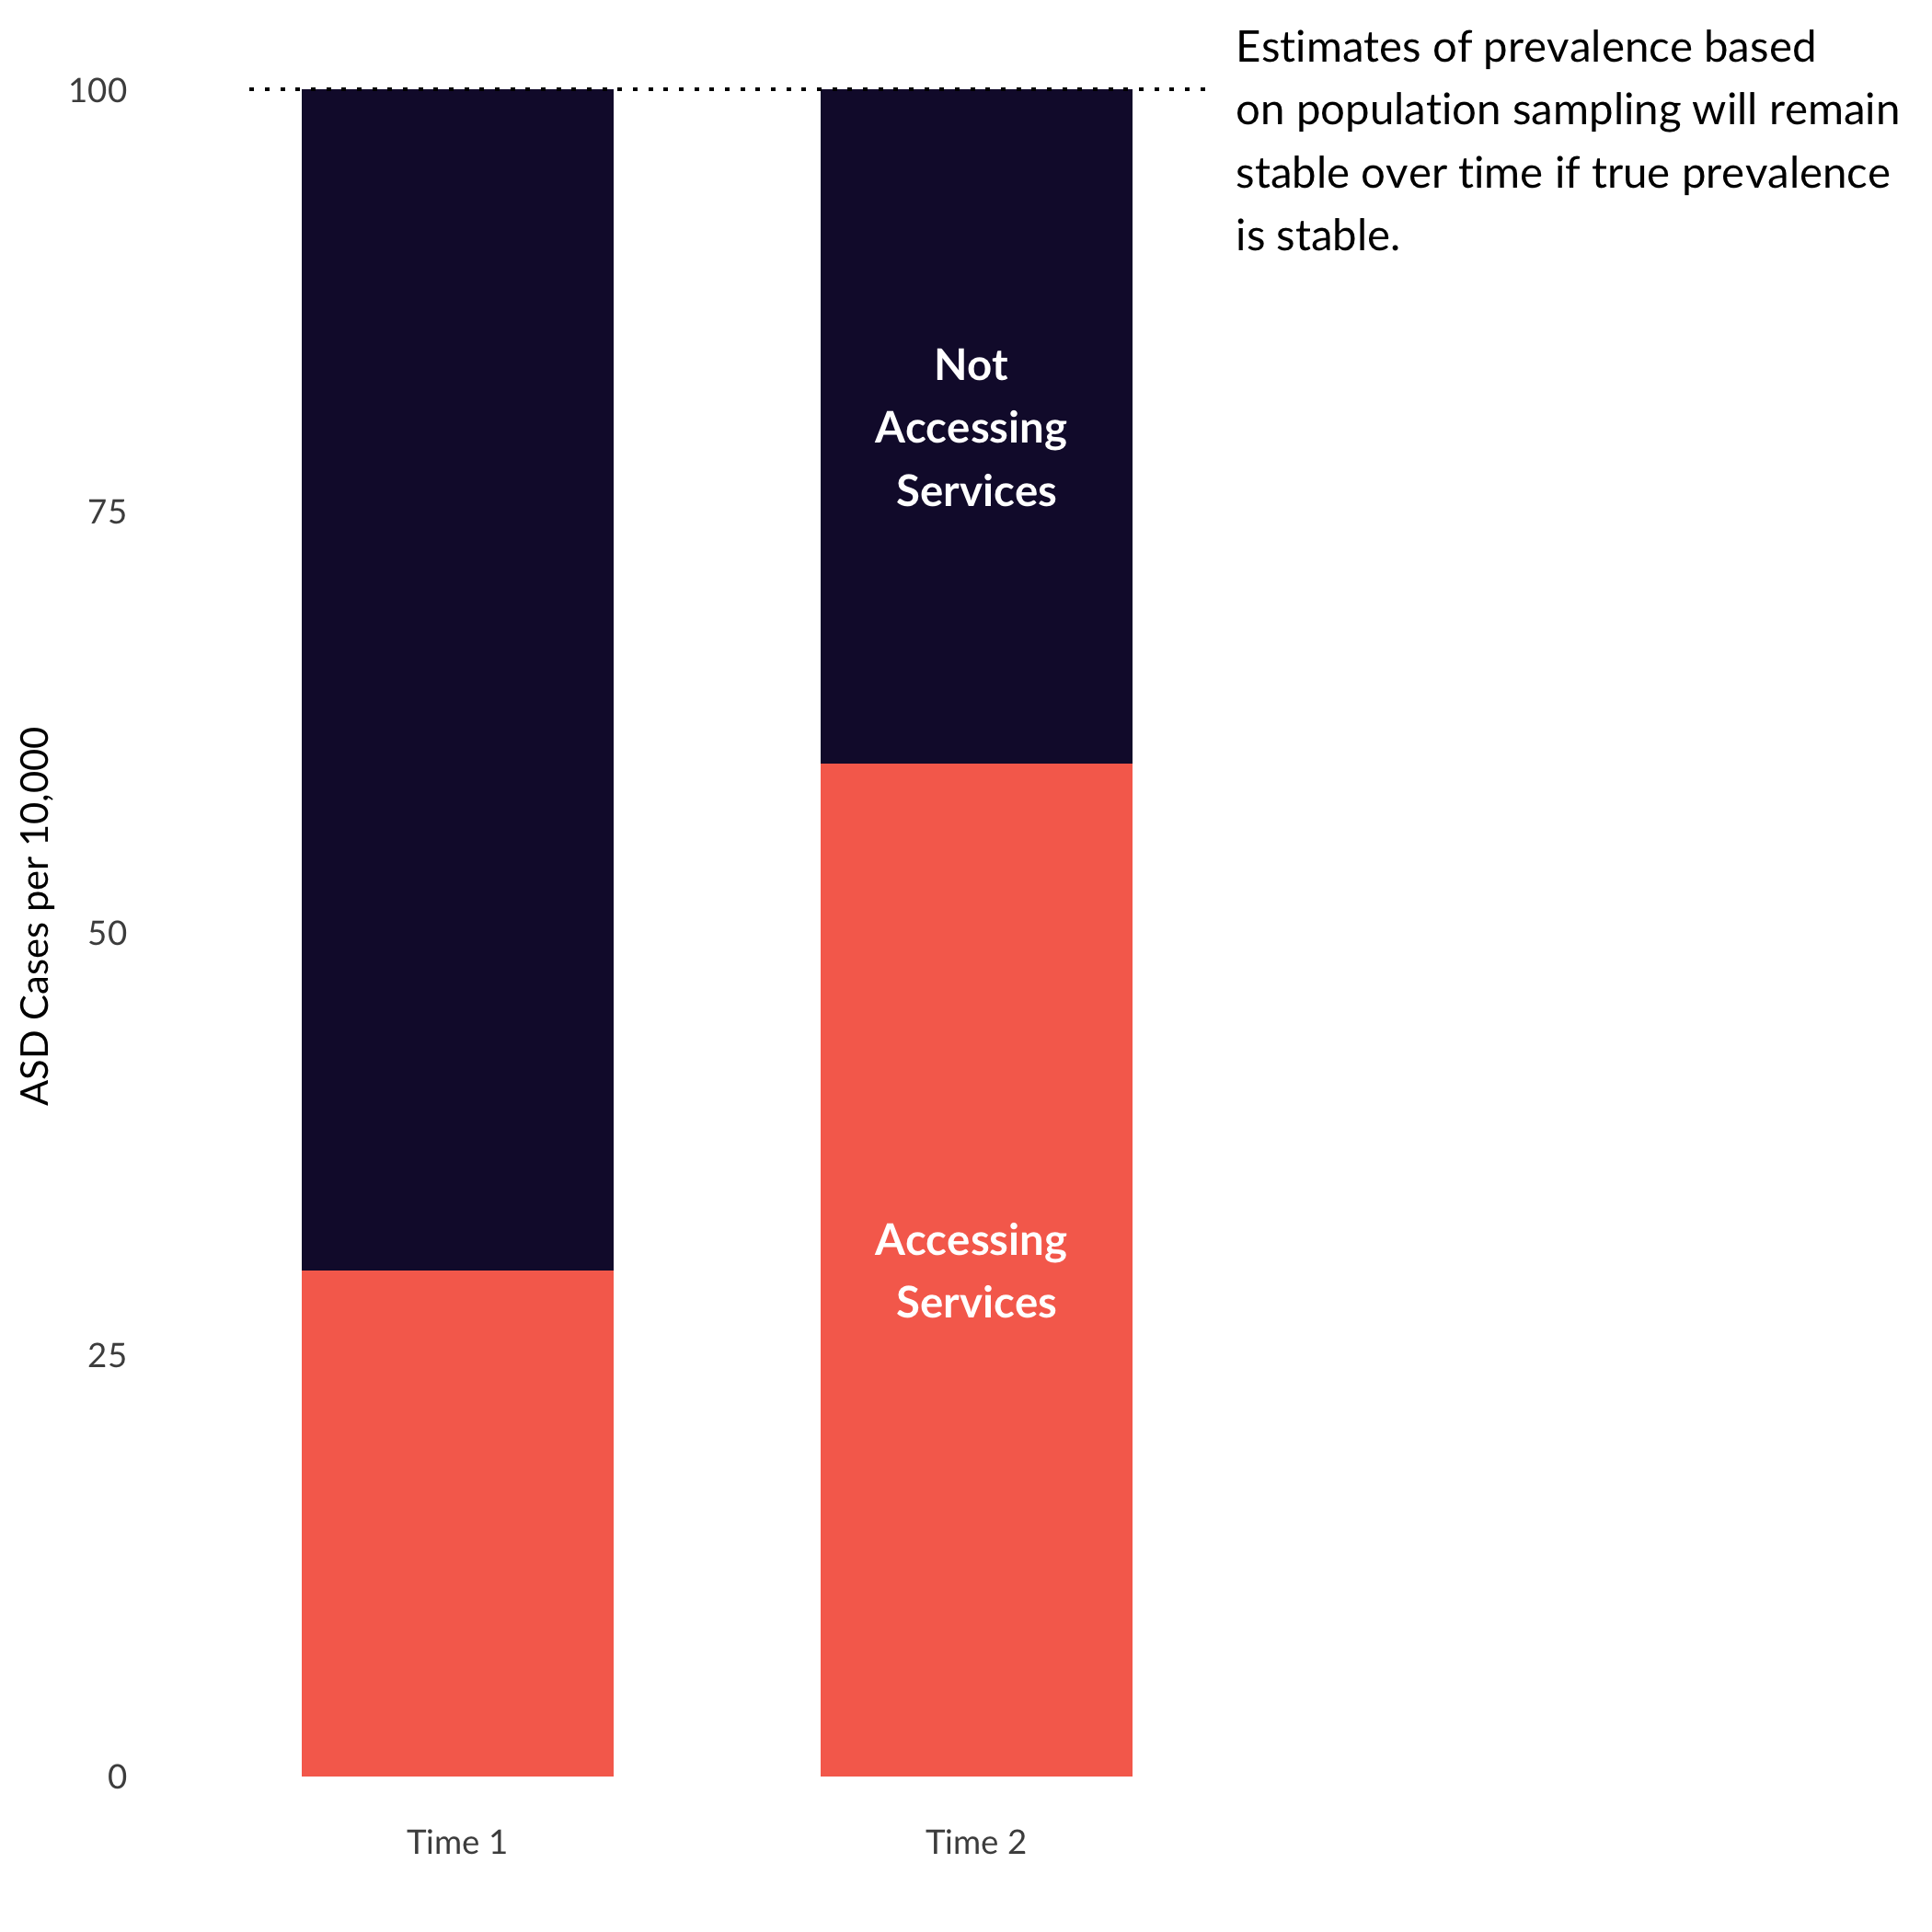 Estimates of prevalence based
on population sampling will remain
stable over time if true prevalence
is stable.
100
75
50
25
0
ASD Cases per 10,000
Not
Accessing
Services
Accessing
Services
Time 1
Time 2